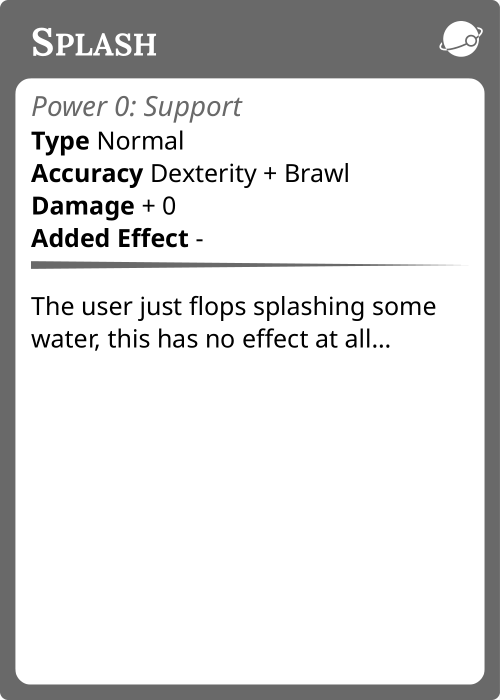 Splash
Power 0: Support
Type Normal
Accuracy Dexterity + Brawl
Damage + 0
Added Effect -
The user just flops splashing some
water, this has no effect at all...